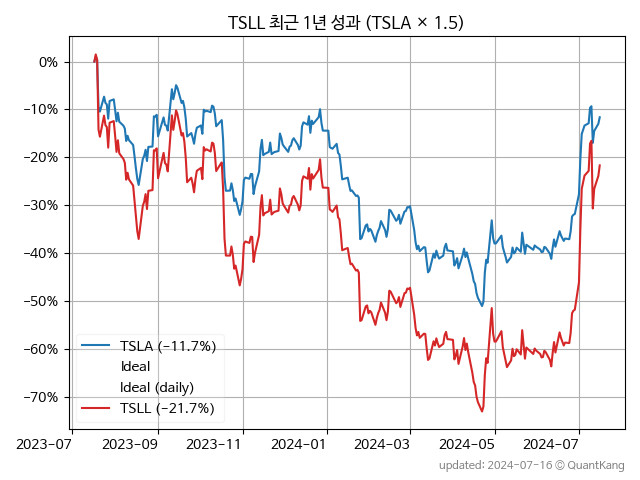 TSLL 최근 1년 성과 (TSLA × 1.5)
0%
−10%
−20%
−30%
−40%
−50%
−60%
−70%
TSLA (−11.7%)
Ideal
Ideal (daily)
TSLL (−21.7%)
2023-07 2023-09 2023-11 2024-01 2024-03 2024-05 2024-07
updated: 2024-07-16 © QuantKang